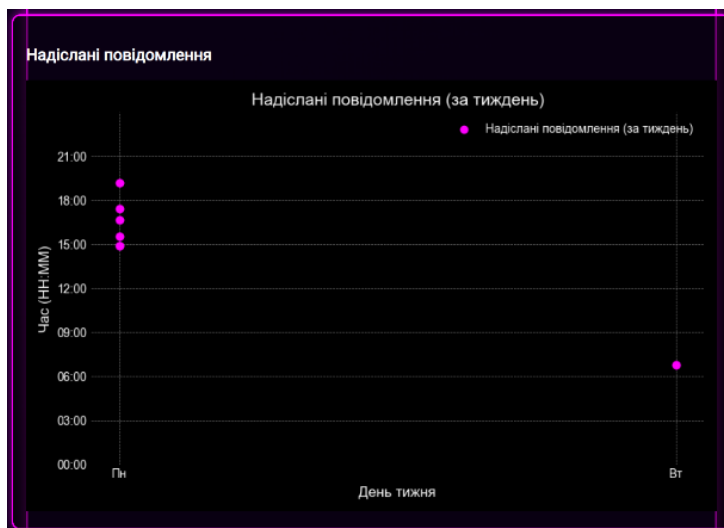 Надіслані повідомлення
Надіслані повідомлення (за тиждень)
Надіслані повідомлення (за тиждень)
21:00
18:00
15:00
12:00
09:00
06:00
03:00
00:00
Час (HH:MM)
Пн
Вт
День тижня